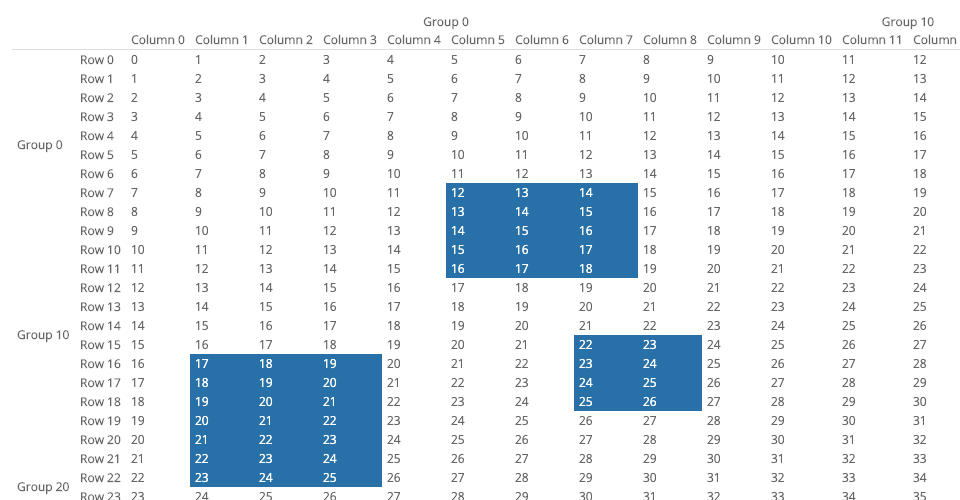 Group 0 Group 10
Column 0 Column 1 Column 2 Column 3 Column 4 Column 5 Column 6 Column 7 Column 8 Column 9 Column 10 Column 11 Column
Row 0 0 1 2 3 4 5 6 7 8 9 10 11 12
Row 1 1 2 3 4 5 6 7 8 9 10 11 12 13
Row 2 2 3 4 5 6 7 8 9 10 11 12 13 14
Row 3 3 4 5 6 7 8 9 10 11 12 13 14 15
Row 4 4 5 6 7 8 9 10 11 12 13 14 15 16
Group 0
Row 5 5 6 7 8 9 10 11 12 13 14 15 16 17
Row 6 6 7 8 9 10 11 12 13 14 15 16 17 18
Row 7 7 8 9 10 11 12 13 14 15 16 17 18 19
Row 8 8 9 10 11 12 13 14 15 16 17 18 19 20
Row 9 9 10 11 12 13 14 15 16 17 18 19 20 21
Row 10 10 11 12 13 14 15 16 17 18 19 20 21 22
Row 11 11 12 13 14 15 16 17 18 19 20 21 22 23
Row 12 12 13 14 15 16 17 18 19 20 21 22 23 24
Row 13 13 14 15 16 17 18 19 20 21 22 23 24 25
Row 14 14 15 16 17 18 19 20 21 22 23 24 25 26
Group 10
Row 15 15 16 17 18 19 20 21 22 23 24 25 26 27
Row 16 16 17 18 19 20 21 22 23 24 25 26 27 28
Row 17 17 18 19 20 21 22 23 24 25 26 27 28 29
Row 18 18 19 20 21 22 23 24 25 26 27 28 29 30
Row 19 19 20 21 22 23 24 25 26 27 28 29 30 31
Row 20 20 21 22 23 24 25 26 27 28 29 30 31 32
Row 21 21 22 23 24 25 26 27 28 29 30 31 32 33
Row 22 22 23 24 25 26 27 28 29 30 31 32 33 34
Group 20
Row 23 23 24 25 26 27 28 29 30 31 32 33 34 35